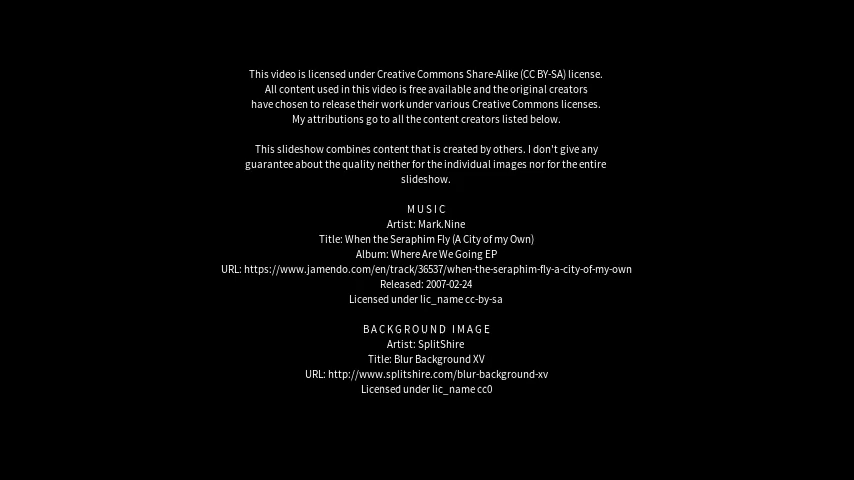 This video is licensed under Creative Commons Share-Alike (CC BY-SA) license.
All content used in this video is free available and the original creators
have chosen to release their work under various Creative Commons licenses.
My attributions go to all the content creators listed below.
This slideshow combines content that is created by others. I don't give any
guarantee about the quality neither for the individual images nor for the entire
slideshow.
MUSIC
Artist: Mark.Nine
Title: When the Seraphim Fly (A City of my Own)
Album: Where Are We Going EP
URL: https://www.jamendo.com/en/track/36537/when-the-seraphim-fly-a-city-of-my-own
Released: 2007-02-24
Licensed under lic_name cc-by-sa
BACKGROUND IMAGE
Artist: SplitShire
Title: Blur Background XV
URL: http://www.splitshire.com/blur-background-xv
Licensed under lic_name cc0